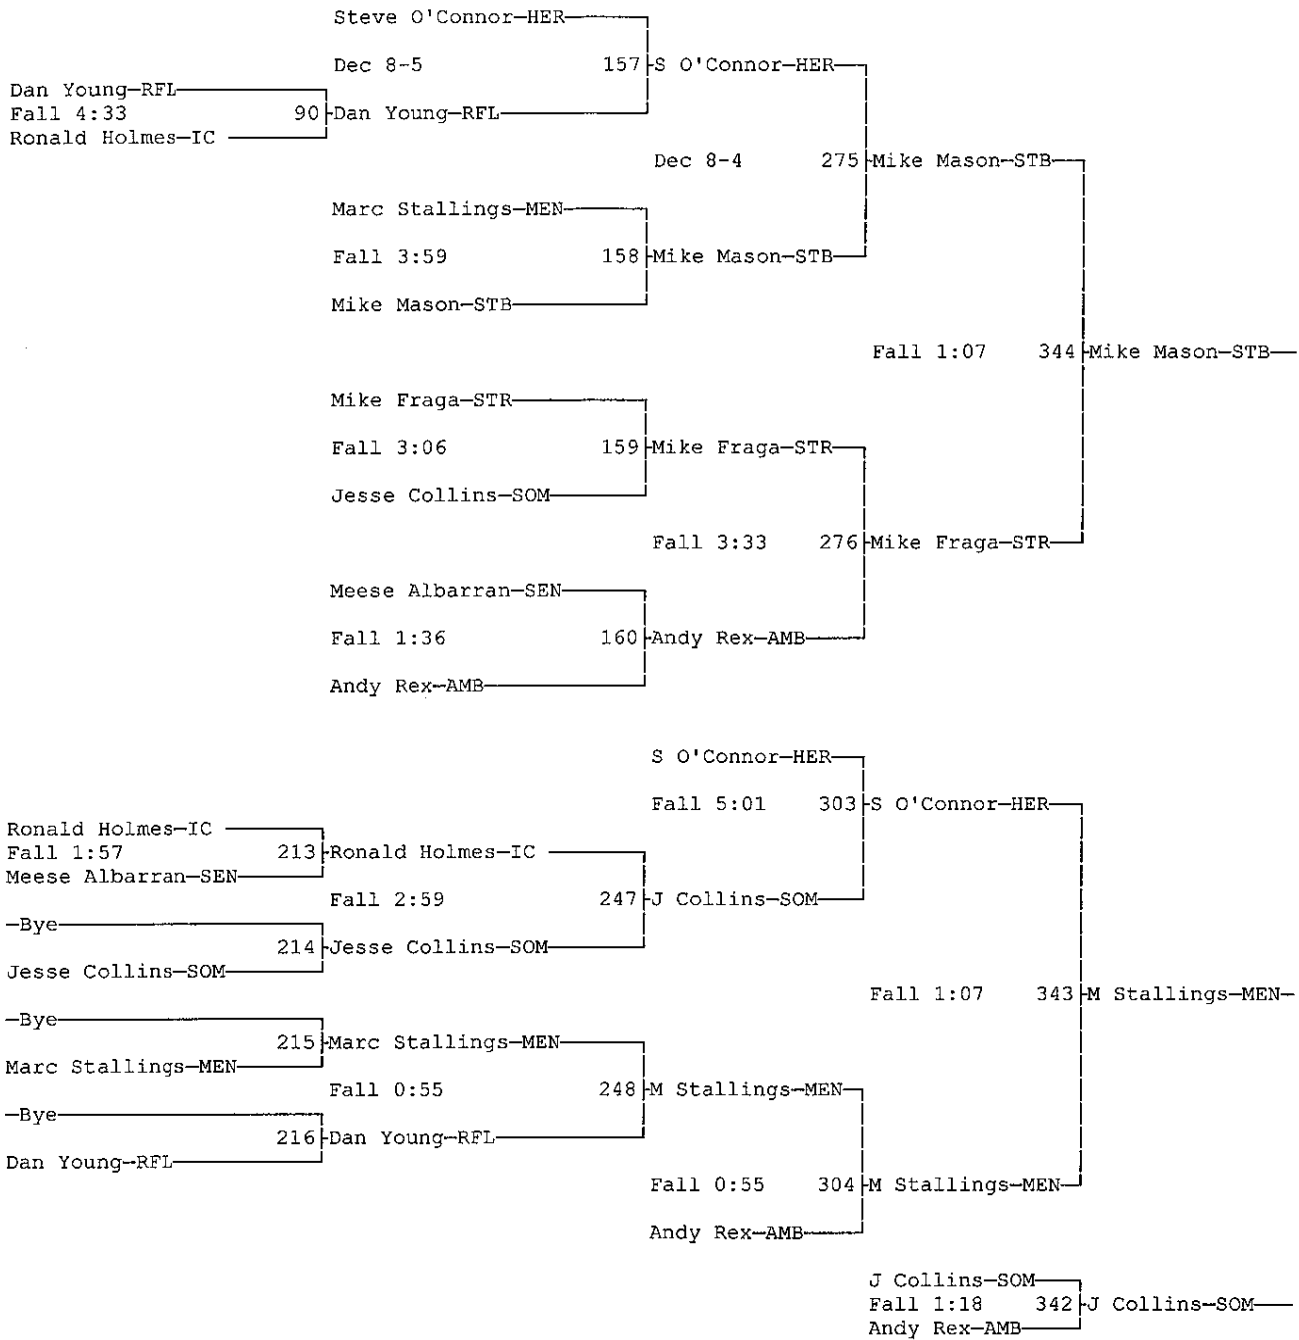 Steve O'Connor-HER
Dec 8-5 157 S O'Connor-HER
Dan Young-RFL
Fall 4:33 90 Dan Young-RFL
Ronald Holmes-IC
Dec 8-4 275 Mike Mason-STB
Marc Stallings-MEN
Fall 3:59 158 Mike Mason-STB
Mike Mason-STB
Fall 1:07 344 Mike Mason-STB
Mike Fraga-STR
Fall 3:06 159 Mike Fraga-STR
Jesse Collins-SOM
Fall 3:33 276 Mike Fraga-STR
Meese Albarran-SEN
Fall 1:36 160 Andy Rex-AMB
Andy Rex-AMB
S O'Connor-HER
Fall 5:01 303 S O'Connor-HER
Ronald Holmes-IC
Fall 1:57 213 Ronald Holmes-IC
Meese Albarran-SEN
Fall 2:59 247 J Collins-SOM
-Bye
214 Jesse Collins-SOM
Jesse Collins-SOM
Fall 1:07 343 M Stallings-MEN
-Bye
215 Marc Stallings-MEN
Marc Stallings-MEN
Fall 0:55 248 M Stallings-MEN
-Bye
216 Dan Young-RFL
Dan Young-RFL
Fall 0:55 304 M Stallings-MEN
Andy Rex-AMB
J Collins-SOM
Fall 1:18 342 J Collins-SOM
Andy Rex-AMB